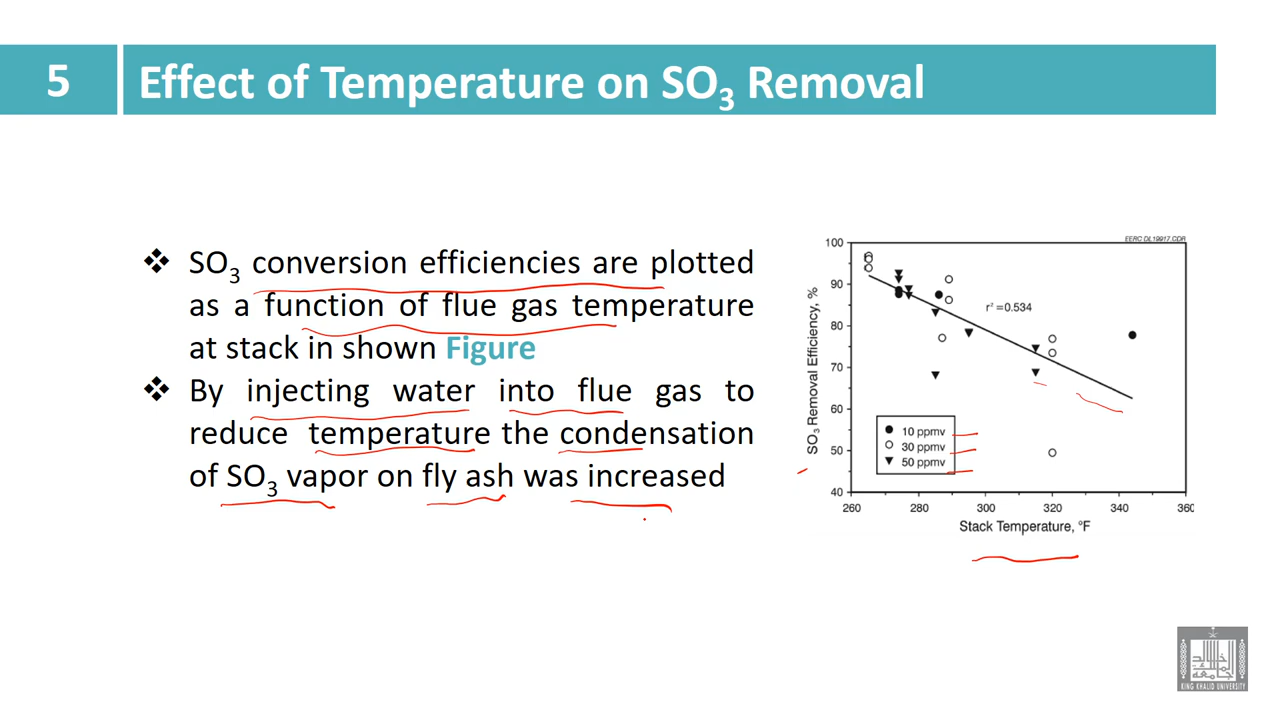 5
Effect of Temperature on SO3 Removal
❖ SO3 conversion efficiencies are plotted
as a function of flue gas temperature
at stack in shown Figure
❖ By injecting water into flue gas to
reduce temperature the condensation
of SO3 vapor on fly ash was increased
EERC DL19917.CDR
100
90
80
70
60
50
40
SO3 Removal Efficiency, %
r²=0.534
10 ppmv
30 ppmv
50 ppmv
260 280 300 320 340 360
Stack Temperature, °F
KING KHALID UNIVERSITY